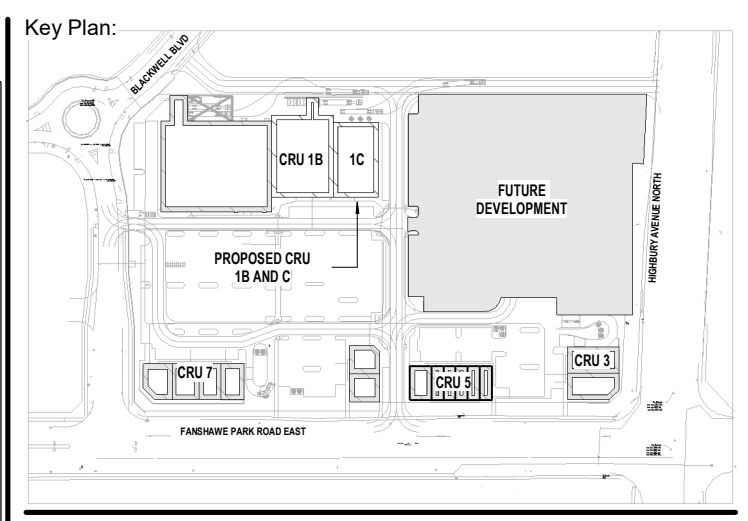 Key Plan:
BLACKWELL BLVD
CRU 1B
1C
FUTURE
DEVELOPMENT
HIGHBURY AVENUE NORTH
PROPOSED CRU
1B AND C
CRU 7
CRU 5
CRU 3
FANSHAWE PARK ROAD EAST